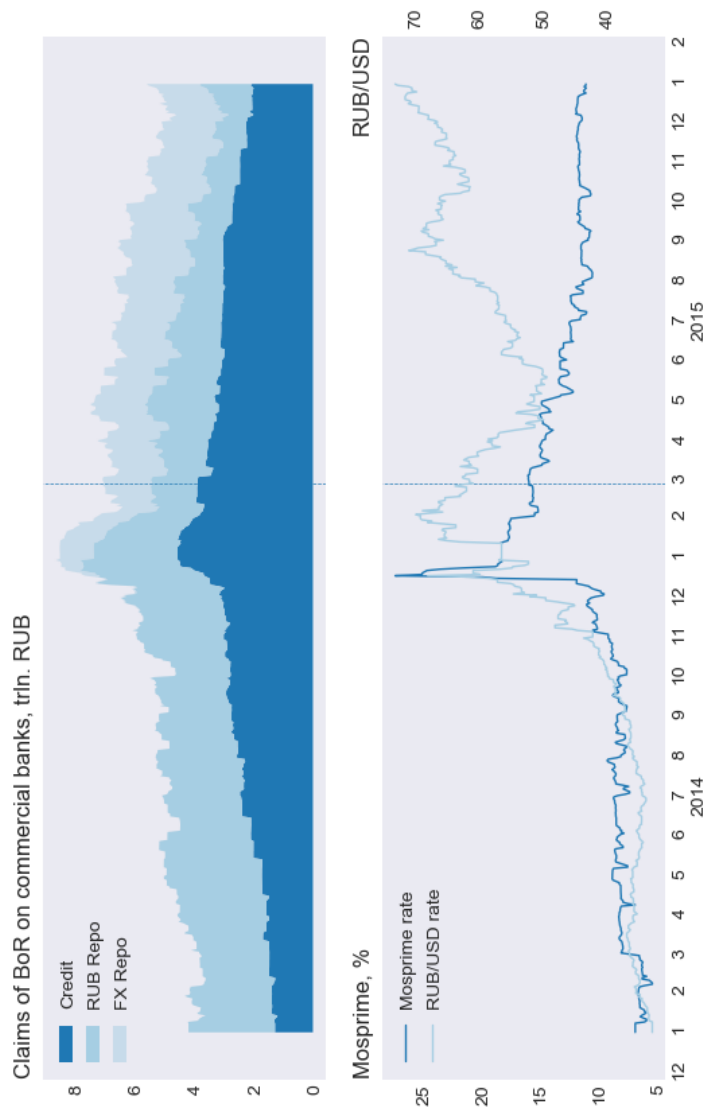 Claims of BoR on commercial banks, trln. RUB
8
6
4
2
0
Credit
RUB Repo
FX Repo
Mosprime, %
RUB/USD
25
20
15
10
5
Mosprime rate
RUB/USD rate
70
60
50
40
12 1 2 3 4 5 6 7 8 9 10 11 12 1 2 3 4 5 6 7 8 9 10 11 12 1 2
2014 2015